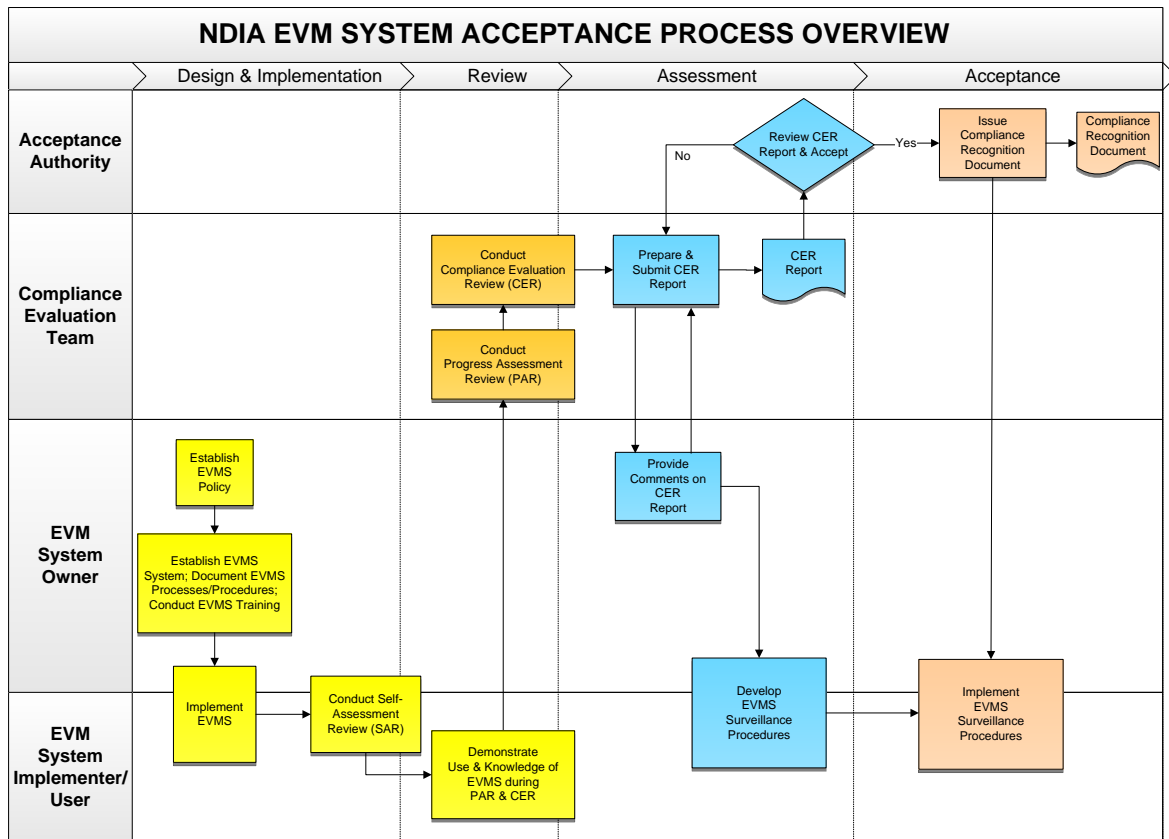 NDIA EVM SYSTEM ACCEPTANCE PROCESS OVERVIEW
Design & Implementation
Review
Assessment
Acceptance
Acceptance
Authority
Review CER
Report & Accept
No
Yes
Issue
Compliance
Recognition
Document
Compliance
Recognition
Document
Compliance
Evaluation
Team
Conduct
Compliance Evaluation
Review (CER)
Prepare &
Submit CER
Report
CER
Report
Conduct
Progress Assessment
Review (PAR)
EVM
System
Owner
Establish
EVMS
Policy
Provide
Comments on
CER
Report
Establish EVMS
System; Document EVMS
Processes/Procedures;
Conduct EVMS Training
EVM
System
Implementer/
User
Implement
EVMS
Conduct Self-
Assessment
Review (SAR)
Demonstrate
Use & Knowledge of
EVMS during
PAR & CER
Develop
EVMS
Surveillance
Procedures
Implement
EVMS
Surveillance
Procedures